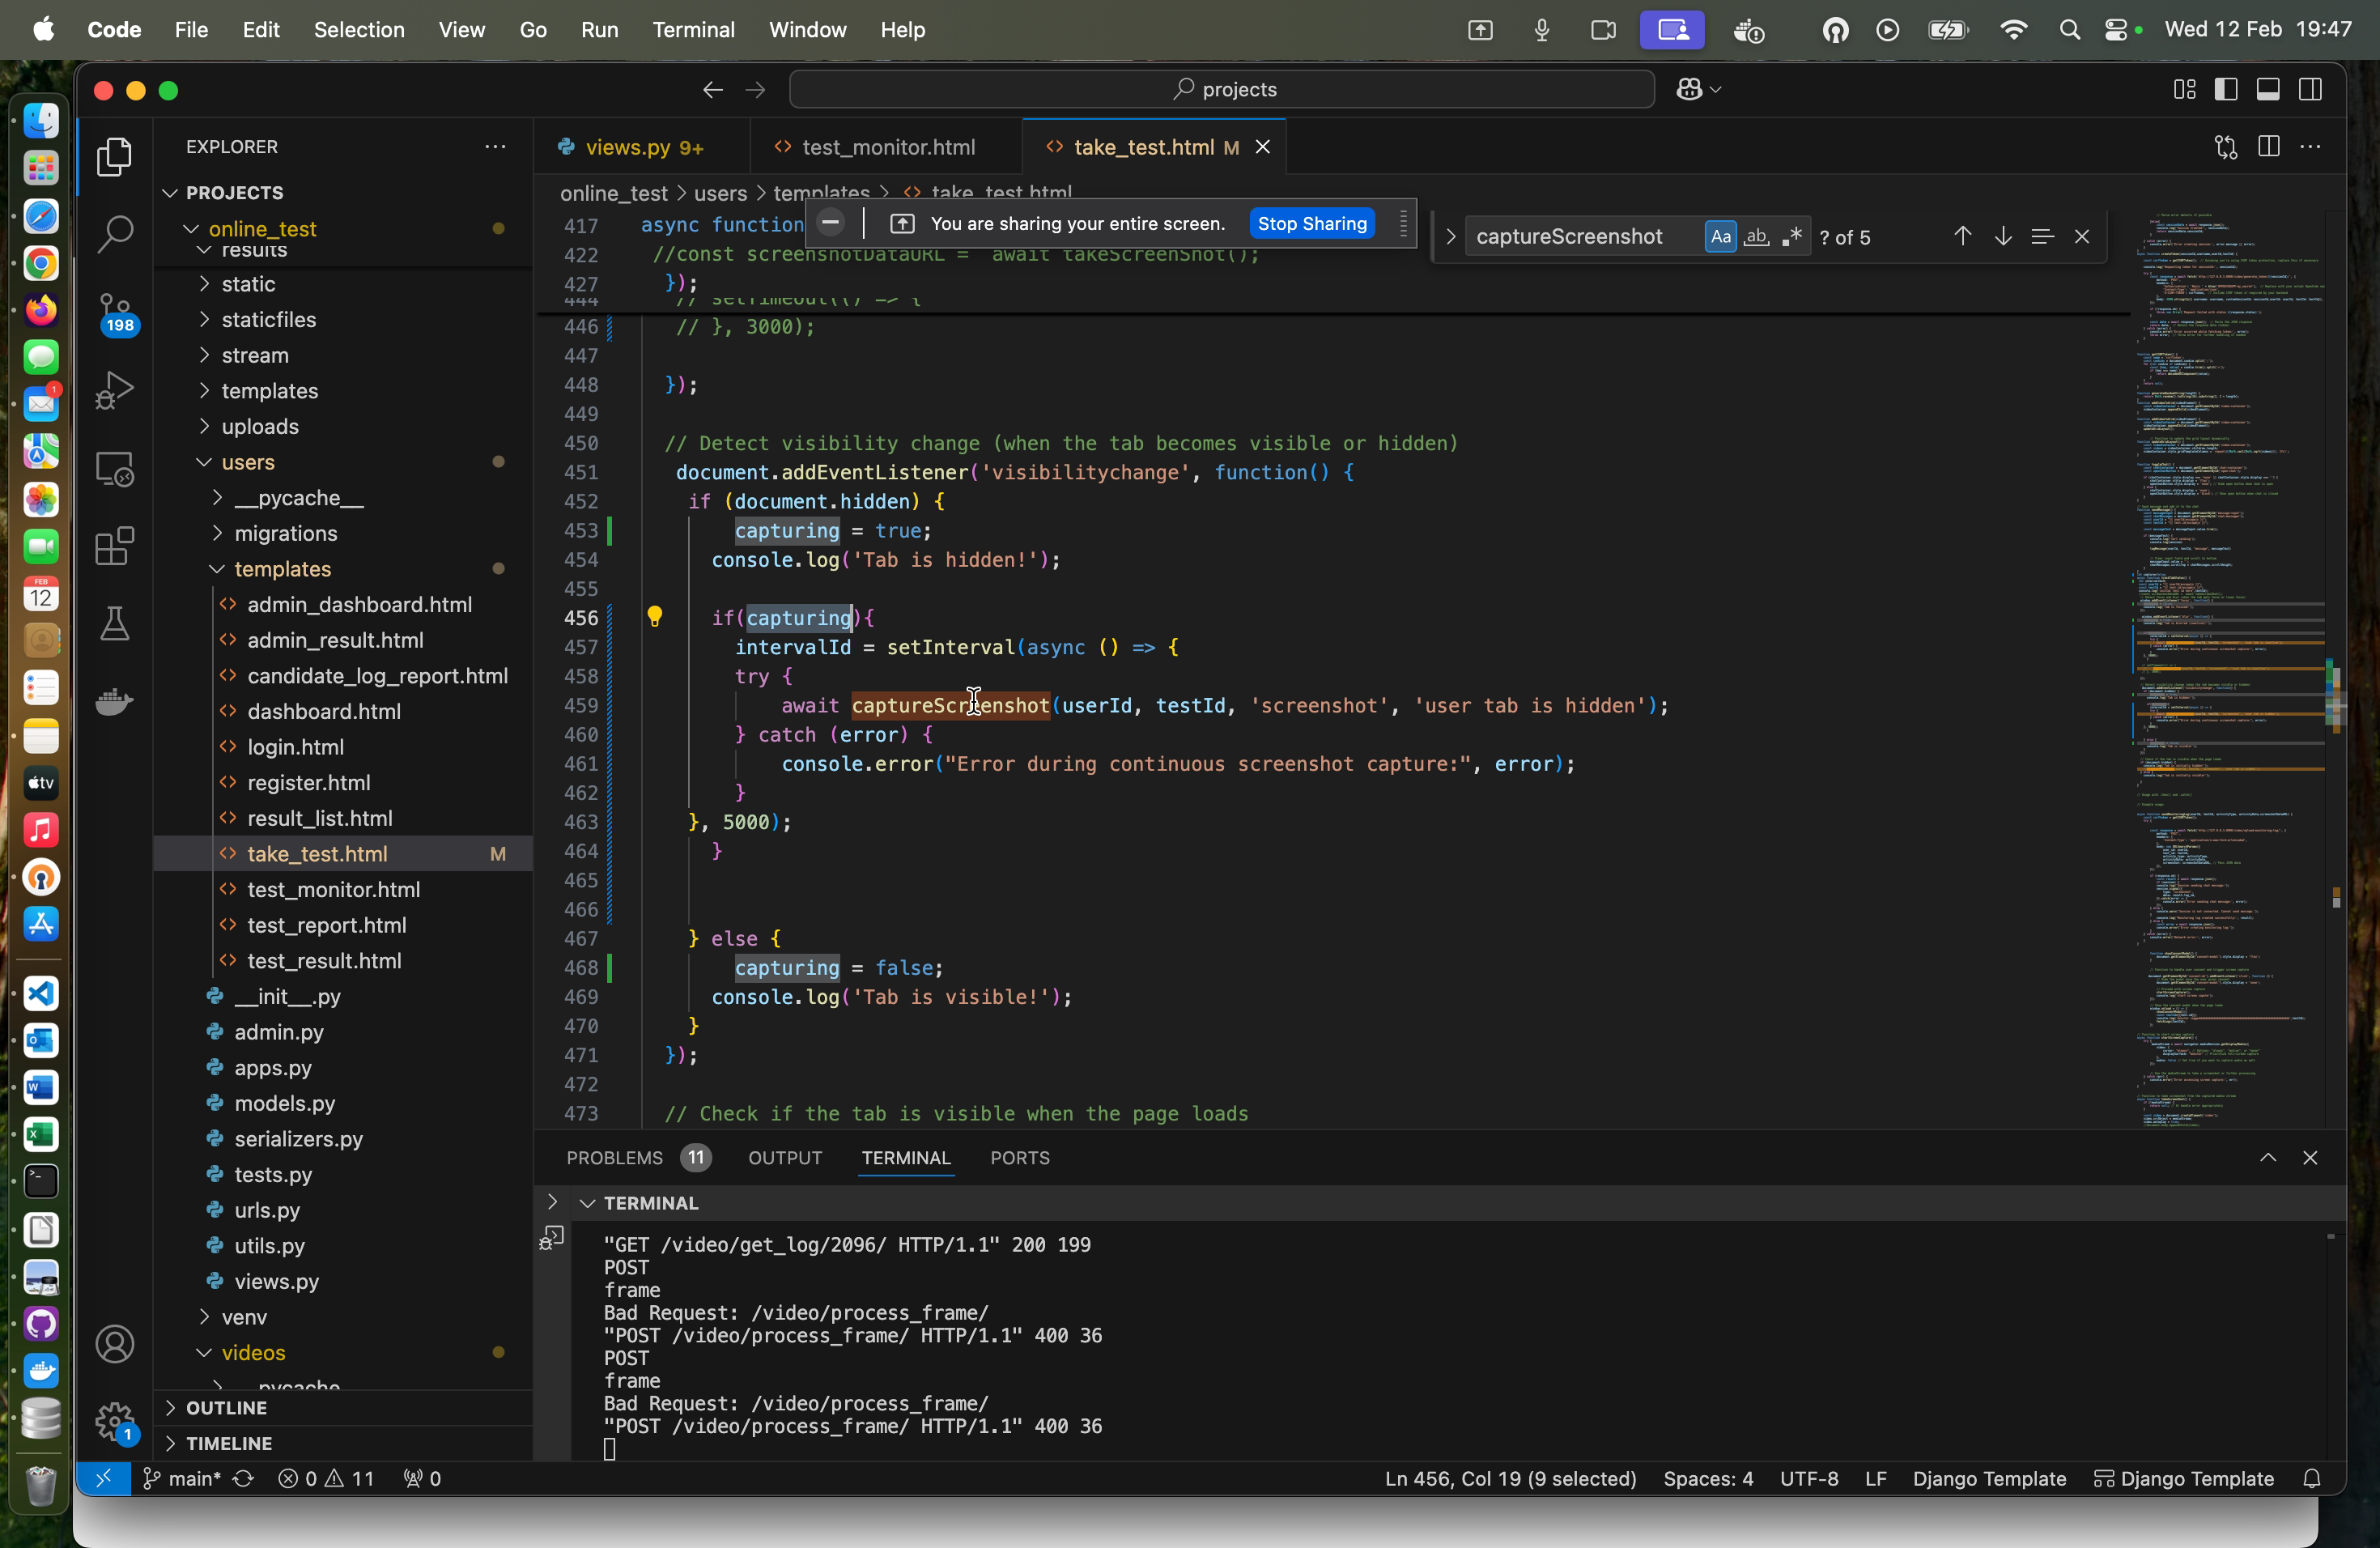 Code File Edit Selection View Go Run Terminal Window Help Wed 12 Feb 19:47
projects
EXPLORER
views.py 9+
test_monitor.html
take_test.html M
PROJECTS
online_test > users > templates > take_test.html
online_test
results
static
staticfiles
stream
templates
uploads
users
__pycache__
migrations
templates
admin_dashboard.html
admin_result.html
candidate_log_report.html
dashboard.html
login.html
register.html
result_list.html
take_test.html M
test_monitor.html
test_report.html
test_result.html
__init__.py
admin.py
apps.py
models.py
serializers.py
tests.py
urls.py
utils.py
views.py
venv
videos
__pycache__
OUTLINE
TIMELINE
198
1
FEB
12
tv
You are sharing your entire screen. Stop Sharing
captureScreenshot Aa ab ? of 5
417 async function
422 //const screenshotDataURL = await takeScreenShot();
427 });
444 // setTimeout(() => {
446 // }, 3000);
447
448 });
449
450 // Detect visibility change (when the tab becomes visible or hidden)
451 document.addEventListener('visibilitychange', function() {
452 if (document.hidden) {
453 capturing = true;
454 console.log('Tab is hidden!');
455
456 if(capturing){
457 intervalId = setInterval(async () => {
458 try {
459 await captureScreenshot(userId, testId, 'screenshot', 'user tab is hidden');
460 } catch (error) {
461 console.error("Error during continuous screenshot capture:", error);
462 }
463 }, 5000);
464 }
465
466
467 } else {
468 capturing = false;
469 console.log('Tab is visible!');
470 }
471 });
472
473 // Check if the tab is visible when the page loads
PROBLEMS 11 OUTPUT TERMINAL PORTS
TERMINAL
"GET /video/get_log/2096/ HTTP/1.1" 200 199
POST
frame
Bad Request: /video/process_frame/
"POST /video/process_frame/ HTTP/1.1" 400 36
POST
frame
Bad Request: /video/process_frame/
"POST /video/process_frame/ HTTP/1.1" 400 36
main* 0 11 0 Ln 456, Col 19 (9 selected) Spaces: 4 UTF-8 LF Django Template Django Template